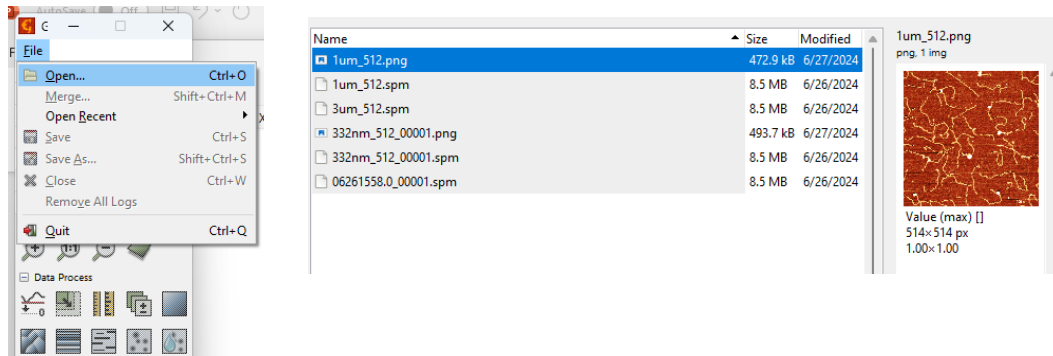 AutoSave Off
G
File
Open... Ctrl+O
Merge... Shift+Ctrl+M
Open Recent
Save Ctrl+S
Save As... Shift+Ctrl+S
Close Ctrl+W
Remove All Logs
Quit Ctrl+Q
1:1
Data Process
0
Name Size Modified
1um_512.png 472.9 kB 6/27/2024
1um_512.spm 8.5 MB 6/26/2024
3um_512.spm 8.5 MB 6/26/2024
332nm_512_00001.png 493.7 kB 6/27/2024
332nm_512_00001.spm 8.5 MB 6/26/2024
06261558.0_00001.spm 8.5 MB 6/26/2024
1um_512.png
png, 1 img
Value (max) []
514×514 px
1.00×1.00